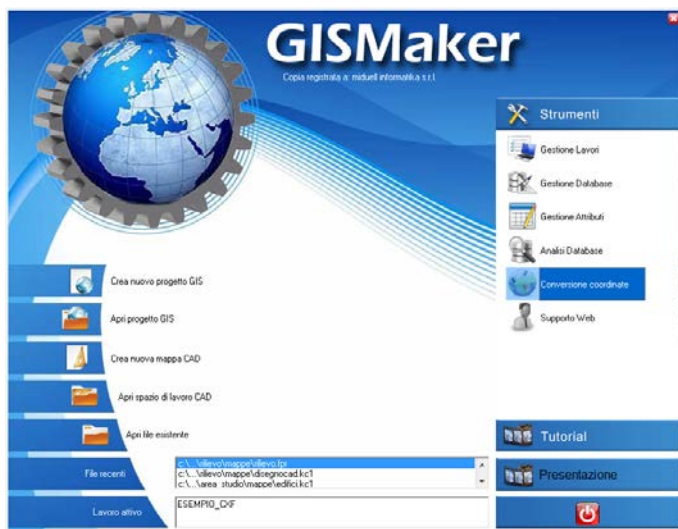 GISMaker
Copia registrata a: miduell informatika s.r.l.
Strumenti
Gestione Lavori
Gestione Database
Gestione Attributi
Analisi Database
Conversione coordinate
Supporto Web
Crea nuovo progetto GIS
Apri progetto GIS
Crea nuova mappa CAD
Apri spazio di lavoro CAD
Apri file esistente
File recenti
c:\...\rilievo\mappe\rilievo.fpr
c:\...\rilievo\mappe\disegnocad.kc1
c:\...\area_studio\mappe\edifici.kc1
Lavoro attivo
ESEMPIO_CXF
Tutorial
Presentazione